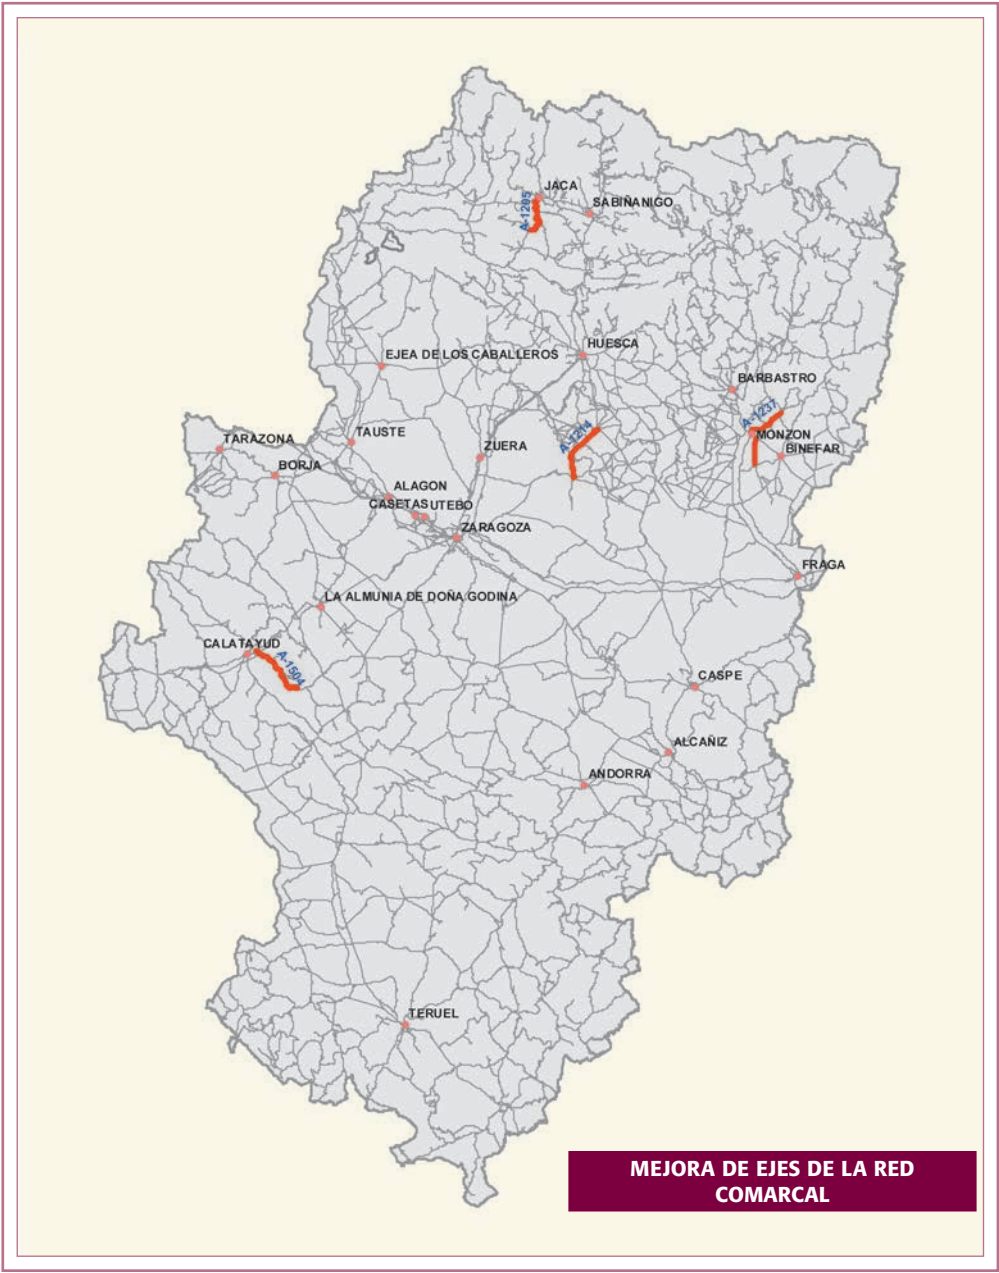 JACA
A-1205
SABIÑANIGO
HUESCA
EJEA DE LOS CABALLEROS
BARBASTRO
A-1237
A-1214
MONZON
BINEFAR
TARAZONA
TAUSTE
ZUERA
BORJA
ALAGON
CASETAS UTEBO
ZARAGOZA
FRAGA
LA ALMUNIA DE DOÑA GODINA
CALATAYUD
A-1504
CASPE
ALCAÑIZ
ANDORRA
TERUEL
MEJORA DE EJES DE LA RED
COMARCAL